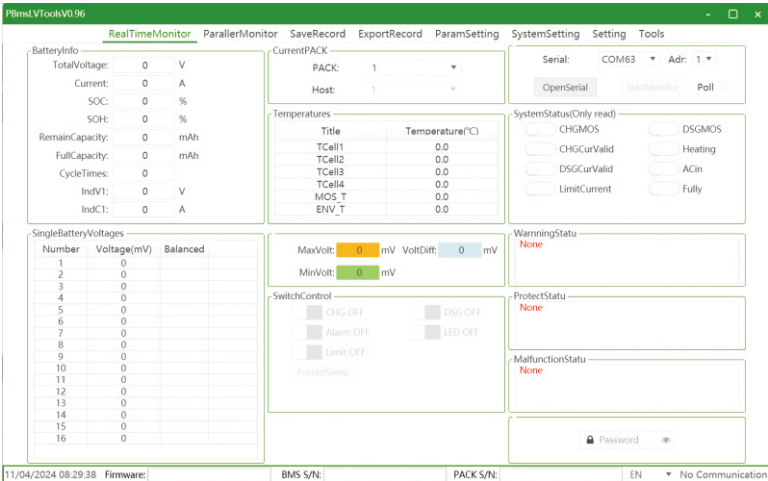 PBmsLVToolsV0.96
RealTimeMonitor ParallerMonitor SaveRecord ExportRecord ParamSetting SystemSetting Setting Tools
BatteryInfo
TotalVoltage: 0 V
Current: 0 A
SOC: 0 %
SOH: 0 %
RemainCapacity: 0 mAh
FullCapacity: 0 mAh
CycleTimes: 0
IndV1: 0 V
IndC1: 0 A
CurrentPACK
PACK: 1
Host: 1
Serial: COM63 Adr: 1
OpenSerial StartMonitor Poll
Temperatures
Title Temperature(°C)
TCell1 0.0
TCell2 0.0
TCell3 0.0
TCell4 0.0
MOS_T 0.0
ENV_T 0.0
SystemStatus(Only read)
CHGMOS DSGMOS
CHGCurValid Heating
DSGCurValid ACin
LimitCurrent Fully
SingleBatteryVoltages
Number Voltage(mV) Balanced
1 0
2 0
3 0
4 0
5 0
6 0
7 0
8 0
9 0
10 0
11 0
12 0
13 0
14 0
15 0
16 0
MaxVolt: 0 mV VoltDiff: 0 mV
MinVolt: 0 mV
SwitchControl
CHG OFF DSG OFF
Alarm OFF LED OFF
Limit OFF
ForcedSleep
WarnningStatu
None
ProtectStatu
None
MalfunctionStatu
None
Password
11/04/2024 08:29:38 Firmware: BMS S/N: PACK S/N: EN No Communication